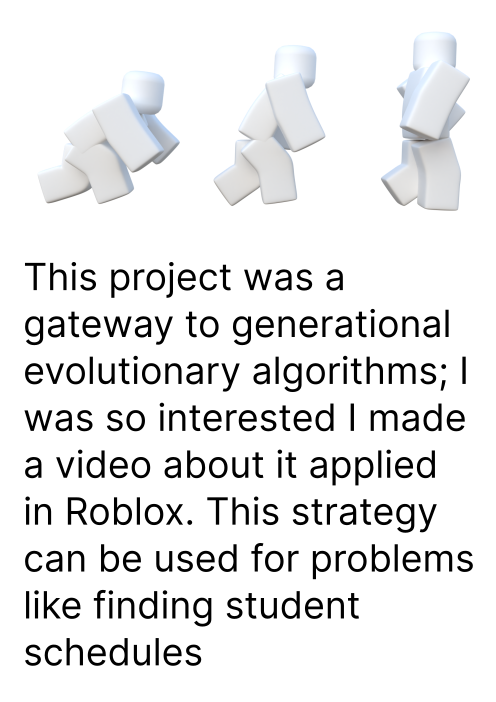 This project was a
gateway to generational
evolutionary algorithms; I
was so interested I made
a video about it applied
in Roblox. This strategy
can be used for problems
like finding student
schedules